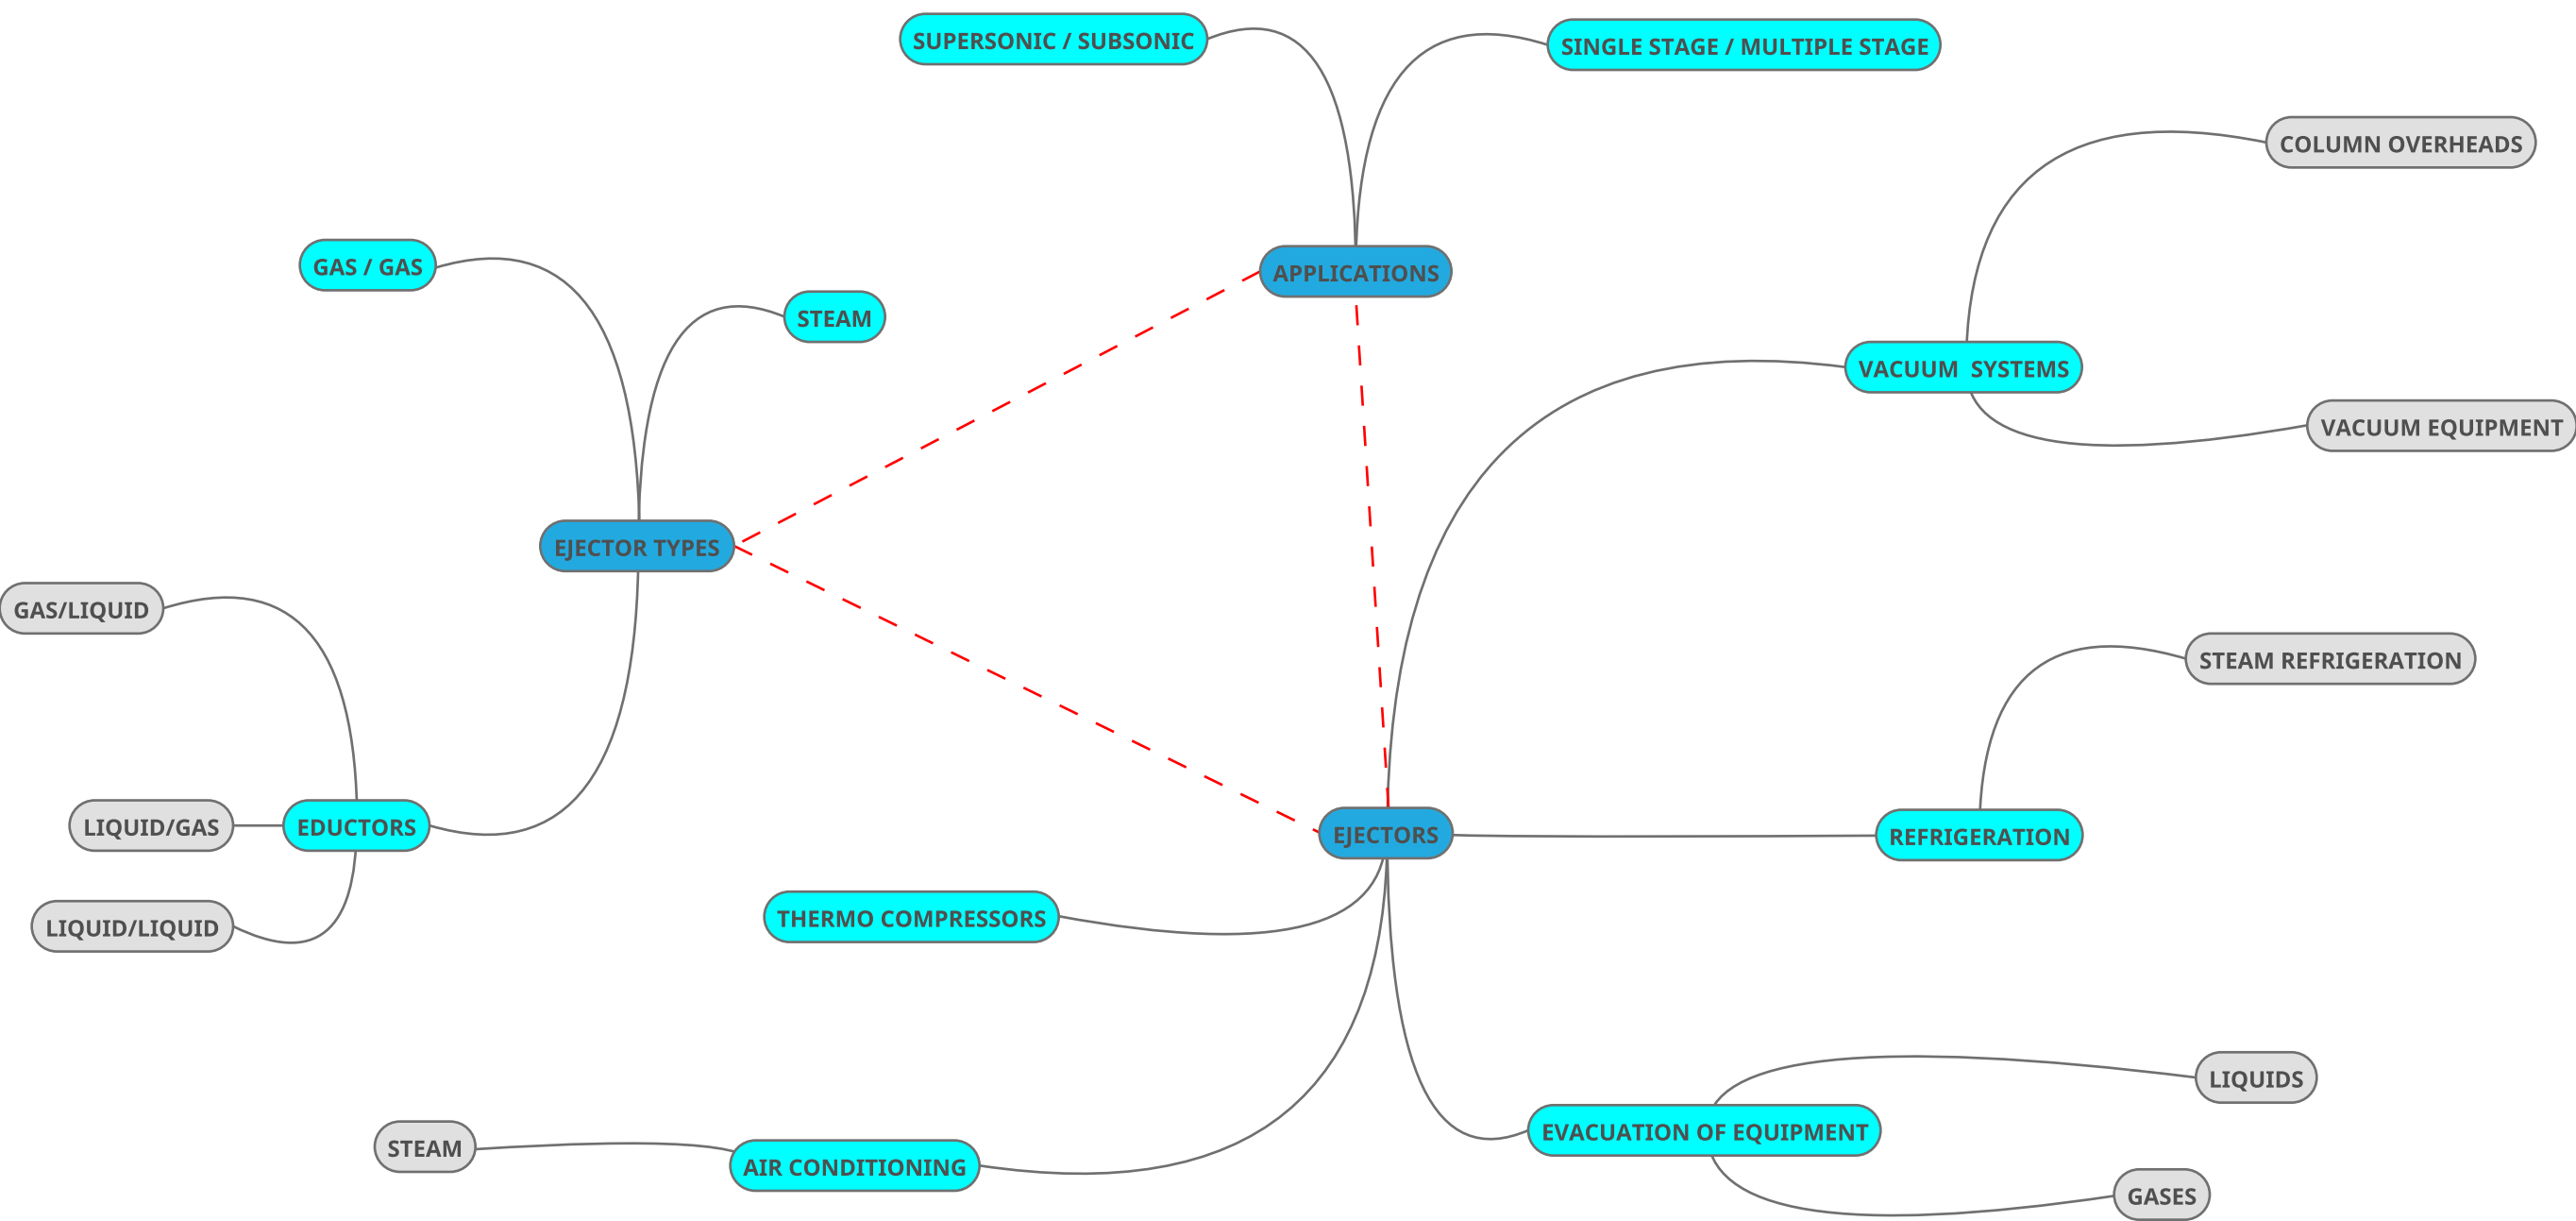 SUPERSONIC / SUBSONIC
SINGLE STAGE / MULTIPLE STAGE
COLUMN OVERHEADS
GAS / GAS
APPLICATIONS
STEAM
VACUUM  SYSTEMS
VACUUM EQUIPMENT
EJECTOR TYPES
GAS/LIQUID
STEAM REFRIGERATION
LIQUID/GAS
EDUCTORS
EJECTORS
REFRIGERATION
THERMO COMPRESSORS
LIQUID/LIQUID
LIQUIDS
EVACUATION OF EQUIPMENT
STEAM
AIR CONDITIONING
GASES